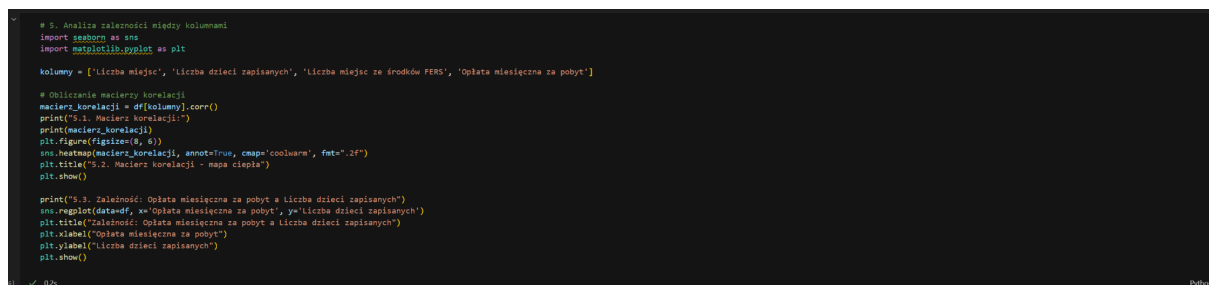 # 5. Analiza zależności między kolumnami
import seaborn as sns
import matplotlib.pyplot as plt
kolumny = ['Liczba miejsc', 'Liczba dzieci zapisanych', 'Liczba miejsc ze środków FERS', 'Opłata miesięczna za pobyt']
# Obliczanie macierzy korelacji
macierz_korelacji = df[kolumny].corr()
print("5.1. Macierz korelacji:")
print(macierz_korelacji)
plt.figure(figsize=(8, 6))
sns.heatmap(macierz_korelacji, annot=True, cmap='coolwarm', fmt=".2f")
plt.title("5.2. Macierz korelacji - mapa ciepła")
plt.show()
print("5.3. Zależność: Opłata miesięczna za pobyt a Liczba dzieci zapisanych")
sns.regplot(data=df, x='Opłata miesięczna za pobyt', y='Liczba dzieci zapisanych')
plt.title("Zależność: Opłata miesięczna za pobyt a Liczba dzieci zapisanych")
plt.xlabel("Opłata miesięczna za pobyt")
plt.ylabel("Liczba dzieci zapisanych")
plt.show()
0.2s